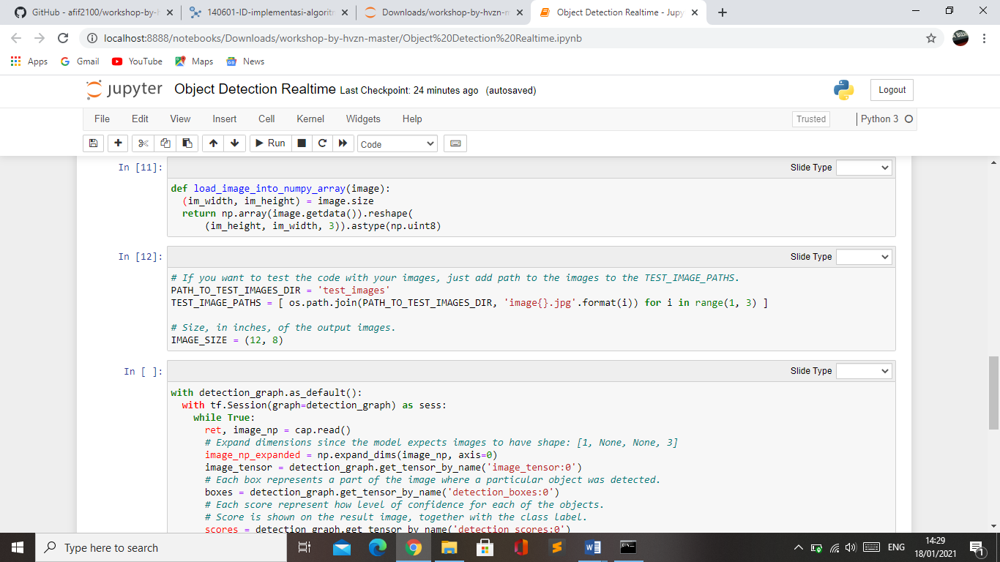 GitHub - afif2100/workshop-by-h
140601-ID-implementasi-algorit
Downloads/workshop-by-hvzn-m
Object Detection Realtime - Jupy
localhost:8888/notebooks/Downloads/workshop-by-hvzn-master/Object%20Detection%20Realtime.ipynb
Apps
Gmail
YouTube
Maps
News
jupyter Object Detection Realtime Last Checkpoint: 24 minutes ago (autosaved)
Logout
File Edit View Insert Cell Kernel Widgets Help
Trusted
Python 3
Run
Code
In [11]:
Slide Type
def load_image_into_numpy_array(image):
  (im_width, im_height) = image.size
  return np.array(image.getdata()).reshape(
      (im_height, im_width, 3)).astype(np.uint8)
In [12]:
Slide Type
# If you want to test the code with your images, just add path to the images to the TEST_IMAGE_PATHS.
PATH_TO_TEST_IMAGES_DIR = 'test_images'
TEST_IMAGE_PATHS = [ os.path.join(PATH_TO_TEST_IMAGES_DIR, 'image{}.jpg'.format(i)) for i in range(1, 3) ]
# Size, in inches, of the output images.
IMAGE_SIZE = (12, 8)
In [ ]:
Slide Type
with detection_graph.as_default():
  with tf.Session(graph=detection_graph) as sess:
    while True:
      ret, image_np = cap.read()
      # Expand dimensions since the model expects images to have shape: [1, None, None, 3]
      image_np_expanded = np.expand_dims(image_np, axis=0)
      image_tensor = detection_graph.get_tensor_by_name('image_tensor:0')
      # Each box represents a part of the image where a particular object was detected.
      boxes = detection_graph.get_tensor_by_name('detection_boxes:0')
      # Each score represent how level of confidence for each of the objects.
      # Score is shown on the result image, together with the class label.
      scores = detection_graph.get_tensor_by_name('detection_scores:0')
Type here to search
ENG
14:29
18/01/2021
1